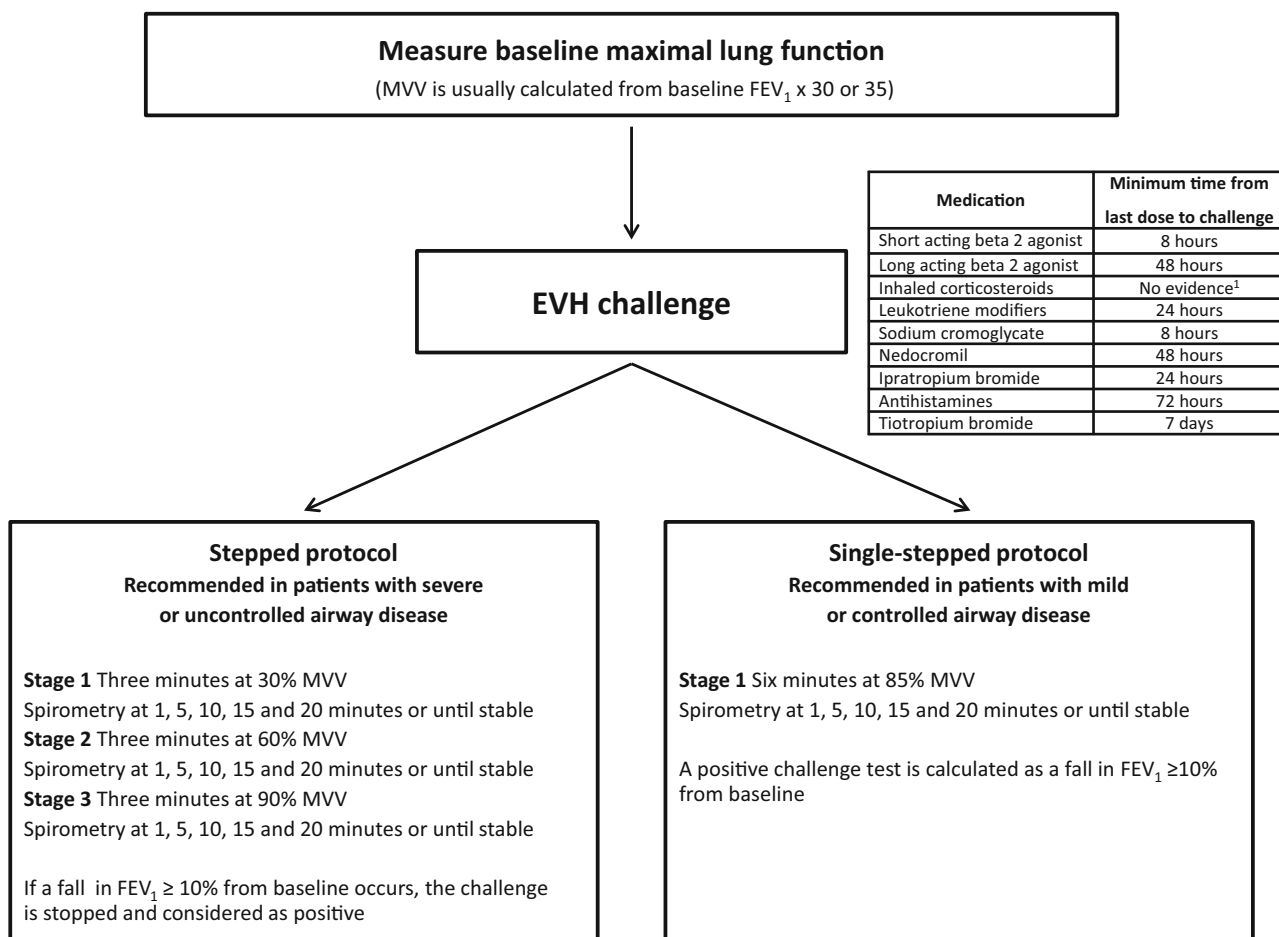 Measure baseline maximal lung function
(MVV is usually calculated from baseline FEV₁ x 30 or 35)
Medication
Minimum time from
last dose to challenge
Short acting beta 2 agonist 8 hours
Long acting beta 2 agonist 48 hours
Inhaled corticosteroids No evidence¹
Leukotriene modifiers 24 hours
Sodium cromoglycate 8 hours
Nedocromil 48 hours
Ipratropium bromide 24 hours
Antihistamines 72 hours
Tiotropium bromide 7 days
EVH challenge
Stepped protocol
Recommended in patients with severe
or uncontrolled airway disease
Stage 1 Three minutes at 30% MVV
Spirometry at 1, 5, 10, 15 and 20 minutes or until stable
Stage 2 Three minutes at 60% MVV
Spirometry at 1, 5, 10, 15 and 20 minutes or until stable
Stage 3 Three minutes at 90% MVV
Spirometry at 1, 5, 10, 15 and 20 minutes or until stable
If a fall in FEV₁ ≥ 10% from baseline occurs, the challenge
is stopped and considered as positive
Single-stepped protocol
Recommended in patients with mild
or controlled airway disease
Stage 1 Six minutes at 85% MVV
Spirometry at 1, 5, 10, 15 and 20 minutes or until stable
A positive challenge test is calculated as a fall in FEV₁ ≥10%
from baseline